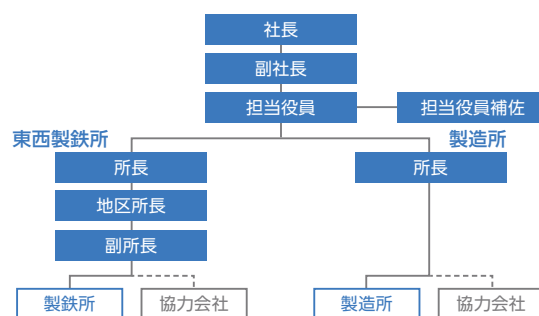 社長
副社長
担当役員
担当役員補佐
東西製鉄所
製造所
所長
所長
地区所長
副所長
製鉄所
協力会社
製造所
協力会社